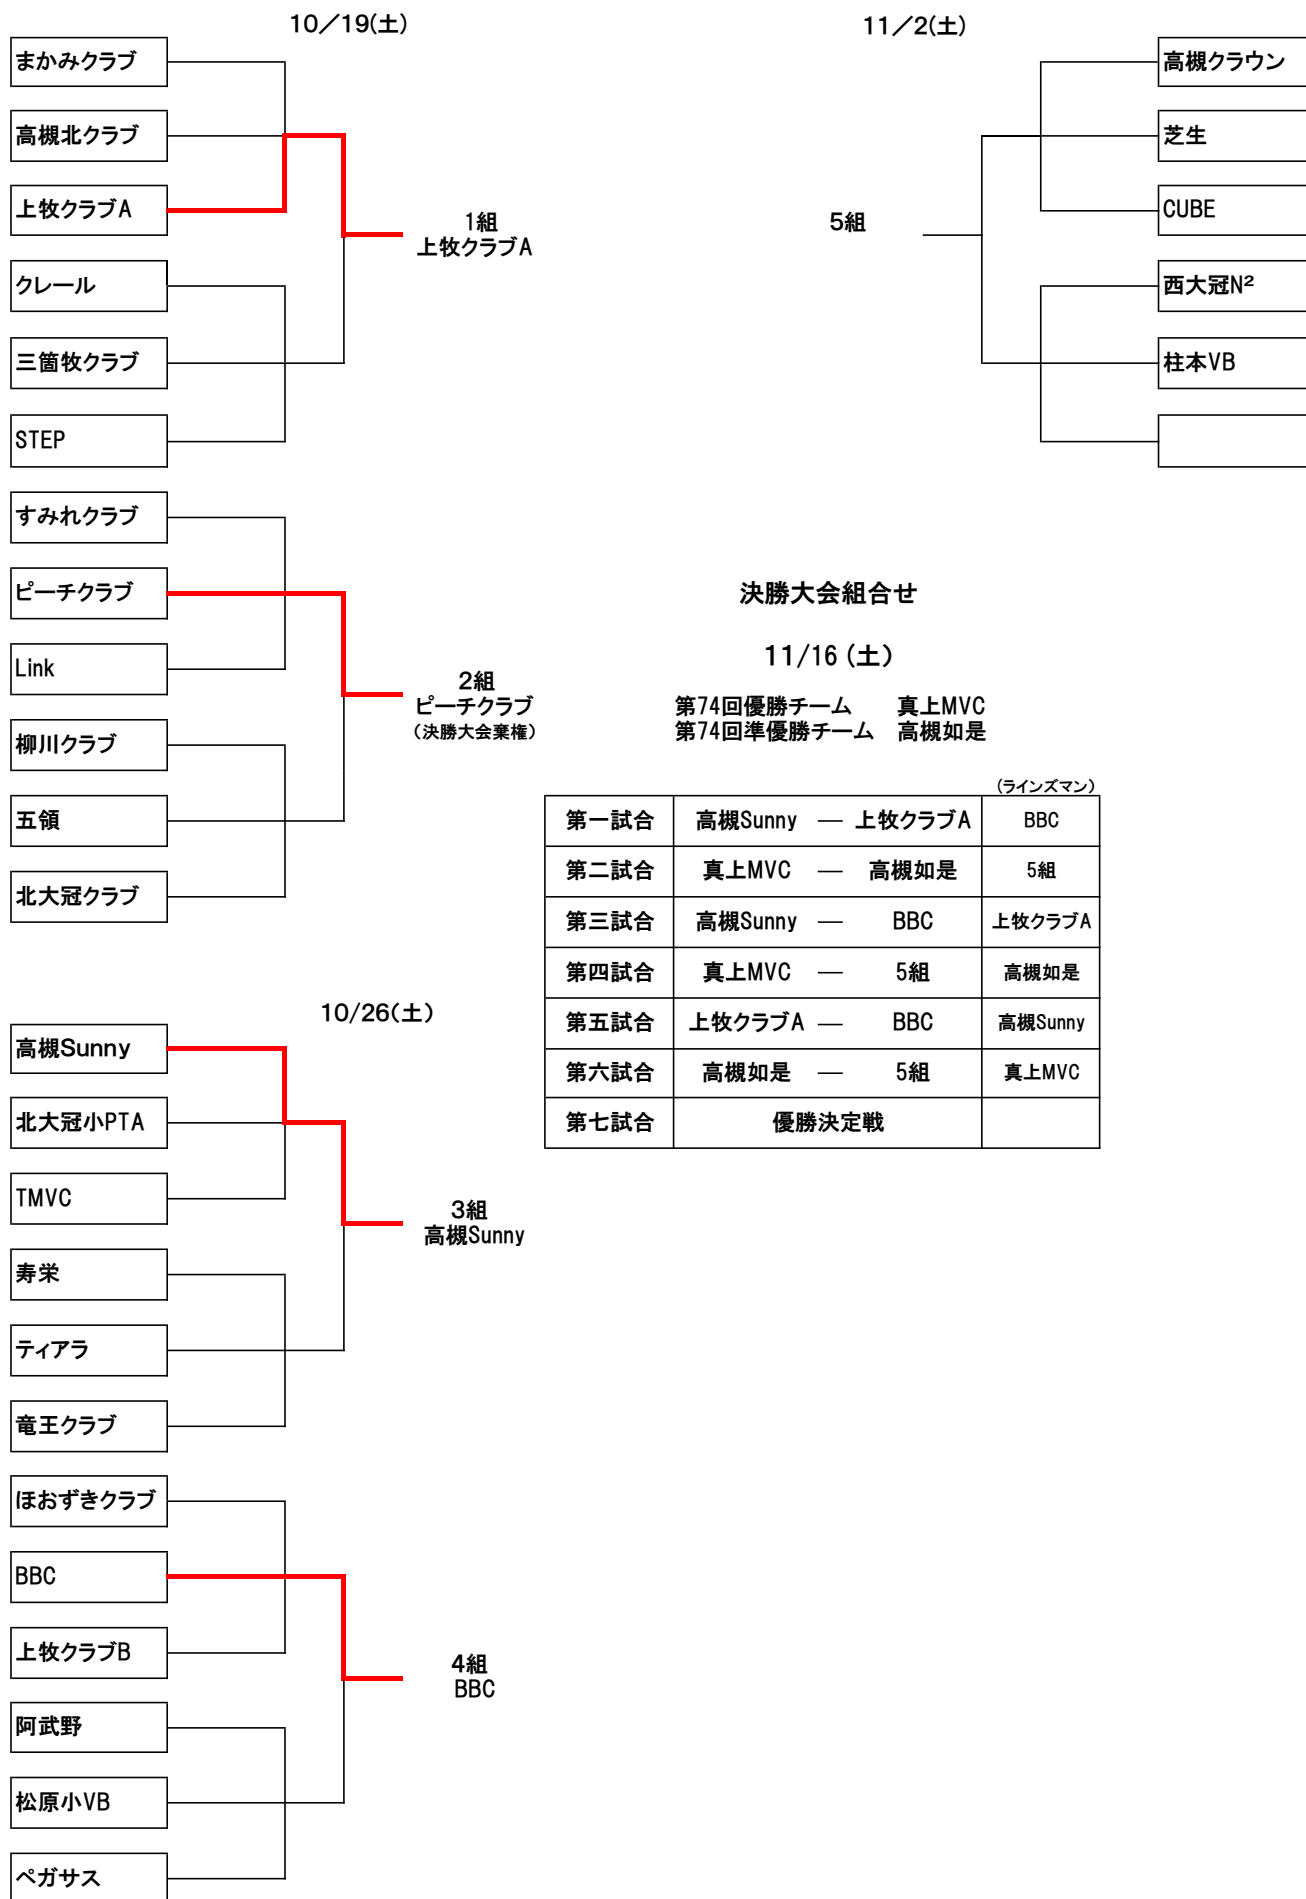 10／19(土)
まかみクラブ
高槻北クラブ
上牧クラブA
クレール
三箇牧クラブ
STEP
1組
上牧クラブA
すみれクラブ
ピーチクラブ
Link
柳川クラブ
五領
北大冠クラブ
2組
ピーチクラブ
（決勝大会棄権）
10/26(土)
高槻Sunny
北大冠小PTA
TMVC
寿栄
ティアラ
竜王クラブ
3組
高槻Sunny
ほおずきクラブ
BBC
上牧クラブB
阿武野
松原小VB
ペガサス
4組
BBC
11／2(土)
高槻クラウン
芝生
CUBE
西大冠N²
柱本VB
5組
決勝大会組合せ
11/16 (土)
第74回優勝チーム 真上MVC
第74回準優勝チーム 高槻如是
(ラインズマン)
第一試合 高槻Sunny ― 上牧クラブA BBC
第二試合 真上MVC ― 高槻如是 5組
第三試合 高槻Sunny ― BBC 上牧クラブA
第四試合 真上MVC ― 5組 高槻如是
第五試合 上牧クラブA ― BBC 高槻Sunny
第六試合 高槻如是 ― 5組 真上MVC
第七試合 優勝決定戦